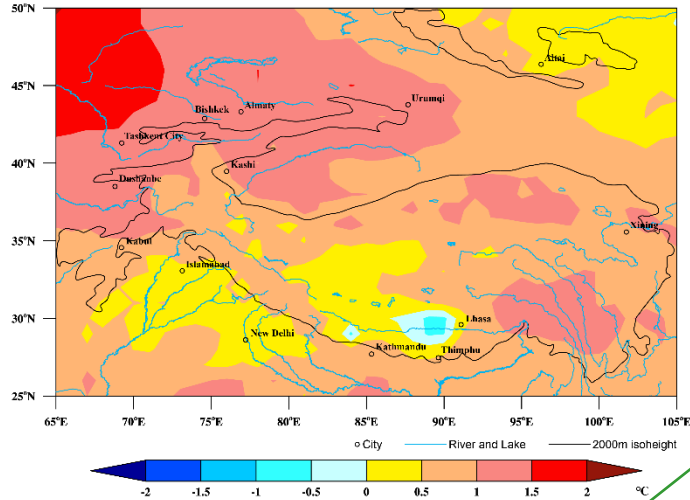 50°N
45°N
40°N
35°N
30°N
25°N
Altai
Urumqi
Bishkek
Almaty
Tashkent City
Kashi
Dushanbe
Xining
Kabul
Islamabad
Lhasa
New Delhi
Kathmandu
Thimphu
65°E 70°E 75°E 80°E 85°E 90°E 95°E 100°E 105°E
City River and Lake 2000m isoheight
-2 -1.5 -1 -0.5 0 0.5 1 1.5 2 °C